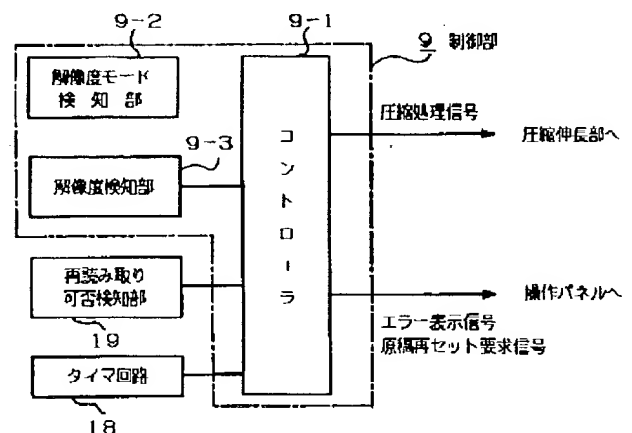 9-2
9-1
9 制御部
解像度モード
検知部
9-3
解像度検知部
再読み取り
可否検知部
19
タイマ回路
18
コントローラ
圧縮処理信号
圧縮伸長部へ
操作パネルへ
エラー表示信号
原稿再セット要求信号